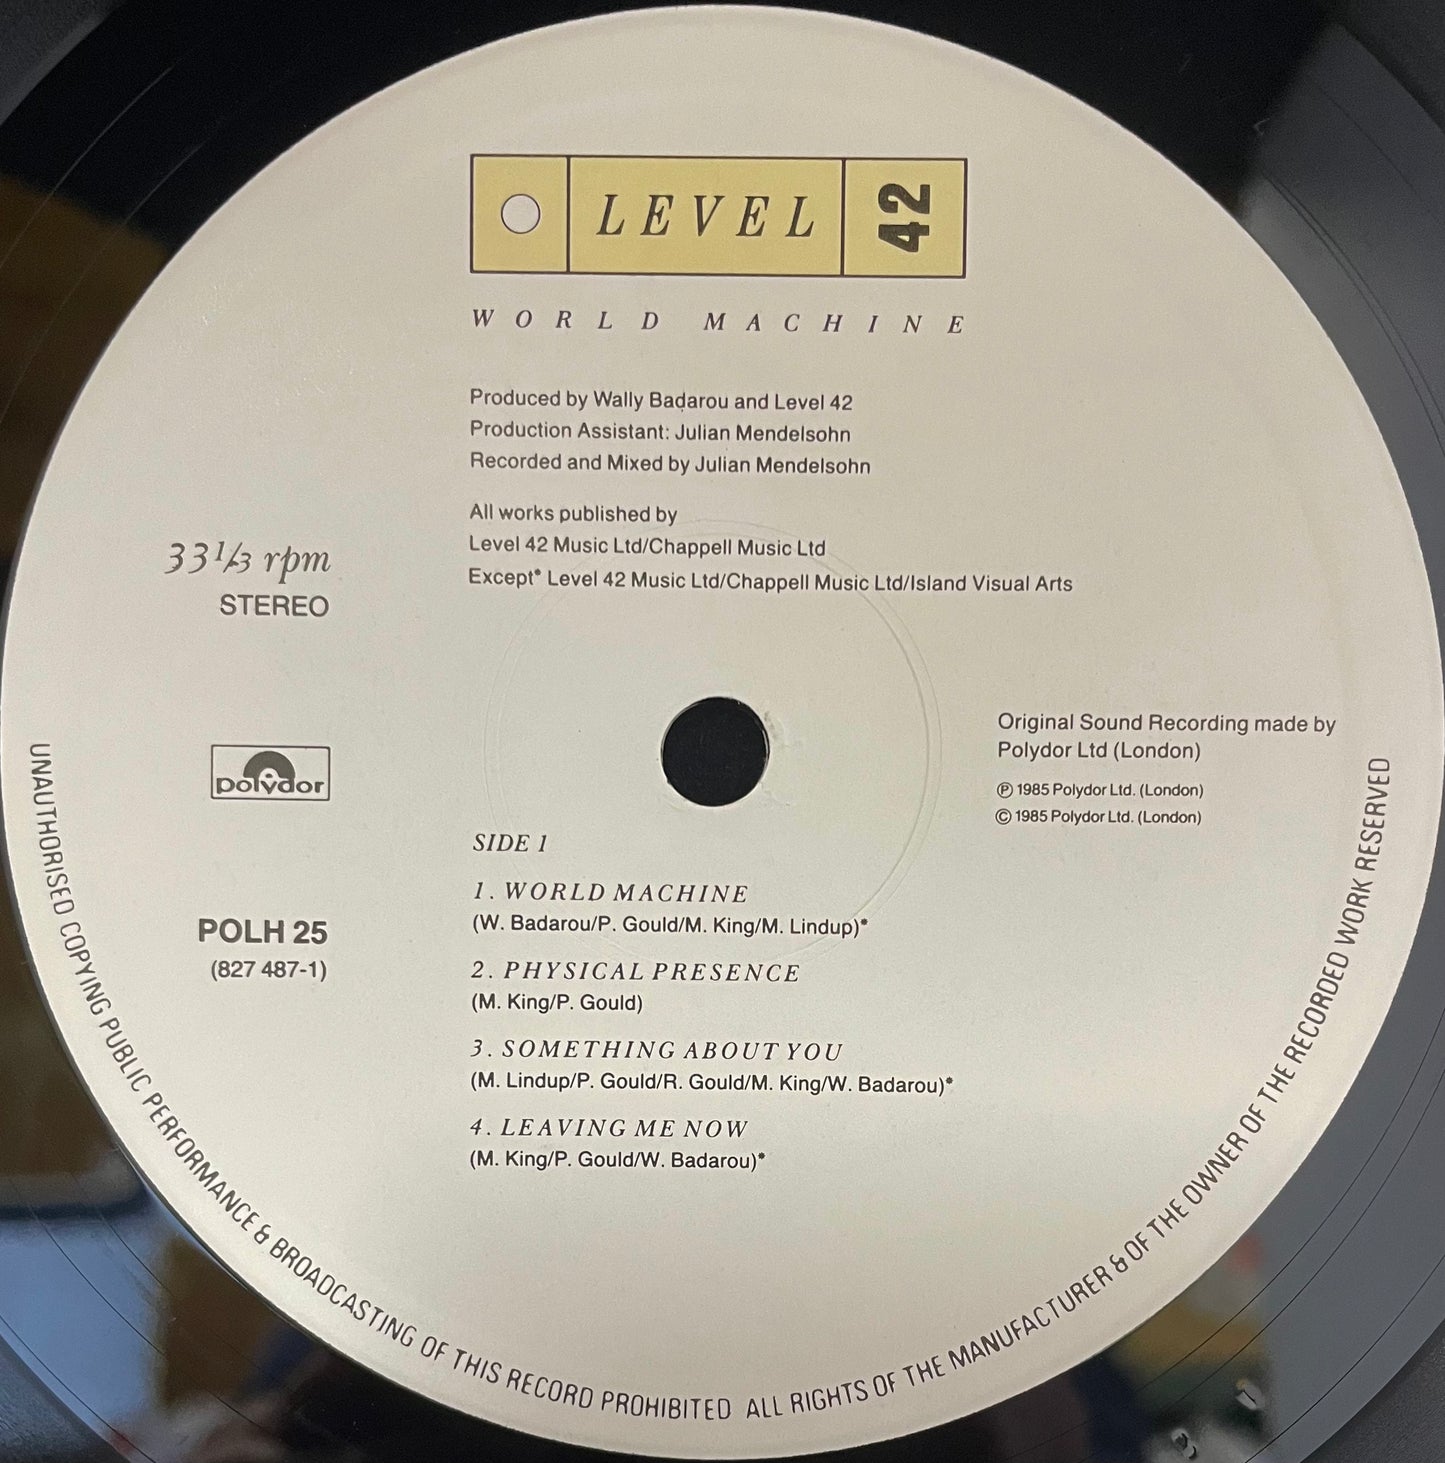 LEVEL 42
WORLD MACHINE
Produced by Wally Badarou and Level 42
Production Assistant: Julian Mendelsohn
Recorded and Mixed by Julian Mendelsohn
All works published by
Level 42 Music Ltd/Chappell Music Ltd
Except* Level 42 Music Ltd/Chappell Music Ltd/Island Visual Arts
33 1/3 rpm
STEREO
polydor
POLH 25
(827 487-1)
Original Sound Recording made by
Polydor Ltd (London)
℗ 1985 Polydor Ltd. (London)
© 1985 Polydor Ltd. (London)
SIDE 1
1. WORLD MACHINE
(W. Badarou/P. Gould/M. King/M. Lindup)*
2. PHYSICAL PRESENCE
(M. King/P. Gould)
3. SOMETHING ABOUT YOU
(M. Lindup/P. Gould/R. Gould/M. King/W. Badarou)*
4. LEAVING ME NOW
(M. King/P. Gould/W. Badarou)*
UNAUTHORISED COPYING PUBLIC PERFORMANCE & BROADCASTING OF THIS RECORD PROHIBITED ALL RIGHTS OF THE MANUFACTURER & OF THE OWNER OF THE RECORDED WORK RESERVED